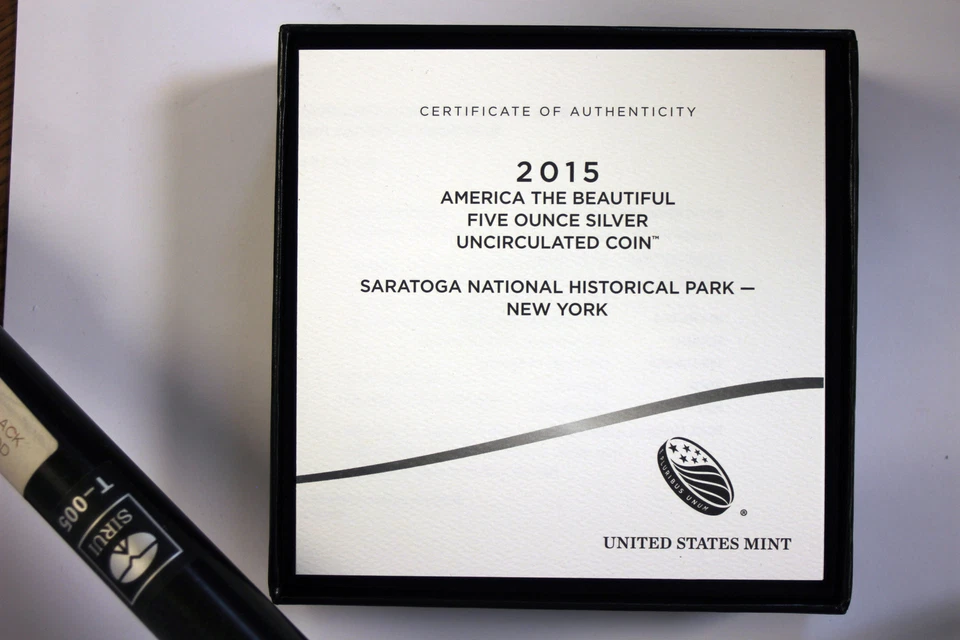 CERTIFICATE OF AUTHENTICITY
2015
AMERICA THE BEAUTIFUL
FIVE OUNCE SILVER
UNCIRCULATED COIN™
SARATOGA NATIONAL HISTORICAL PARK —
NEW YORK
PLURIBUS UNUM
®
UNITED STATES MINT
ACK
T-005
SIRUI